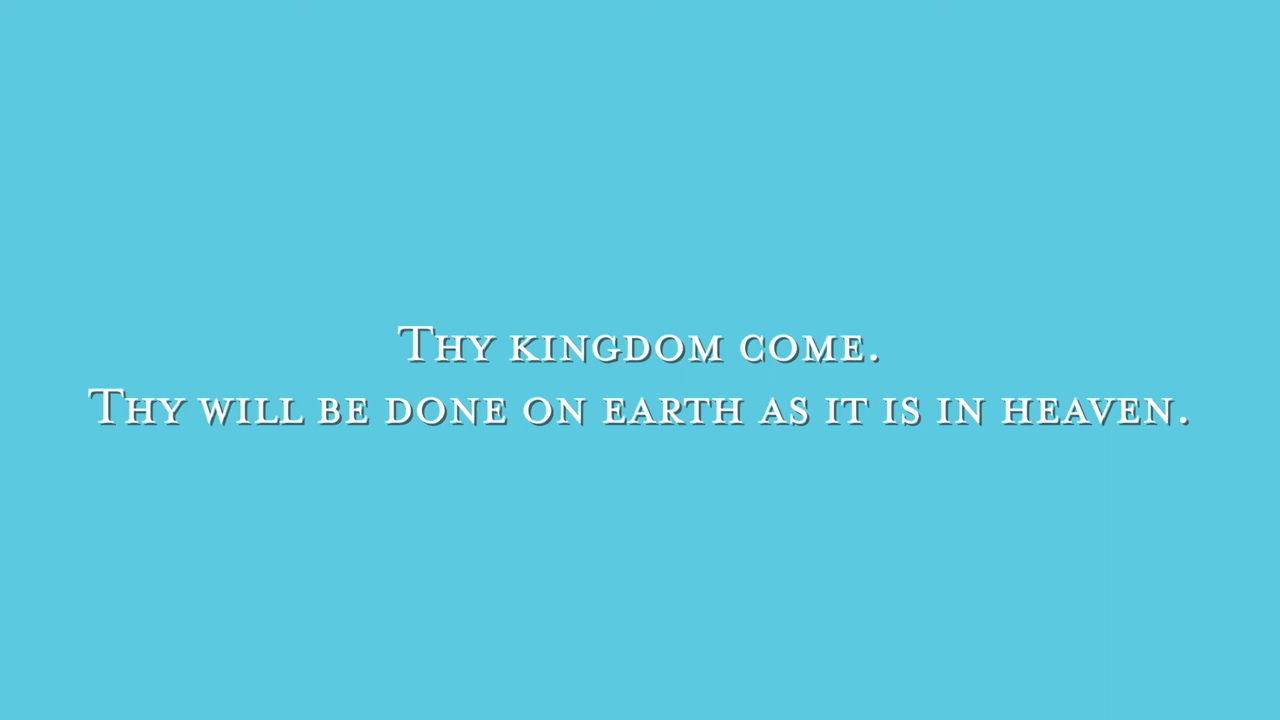 Thy kingdom come.
Thy will be done on earth as it is in heaven.